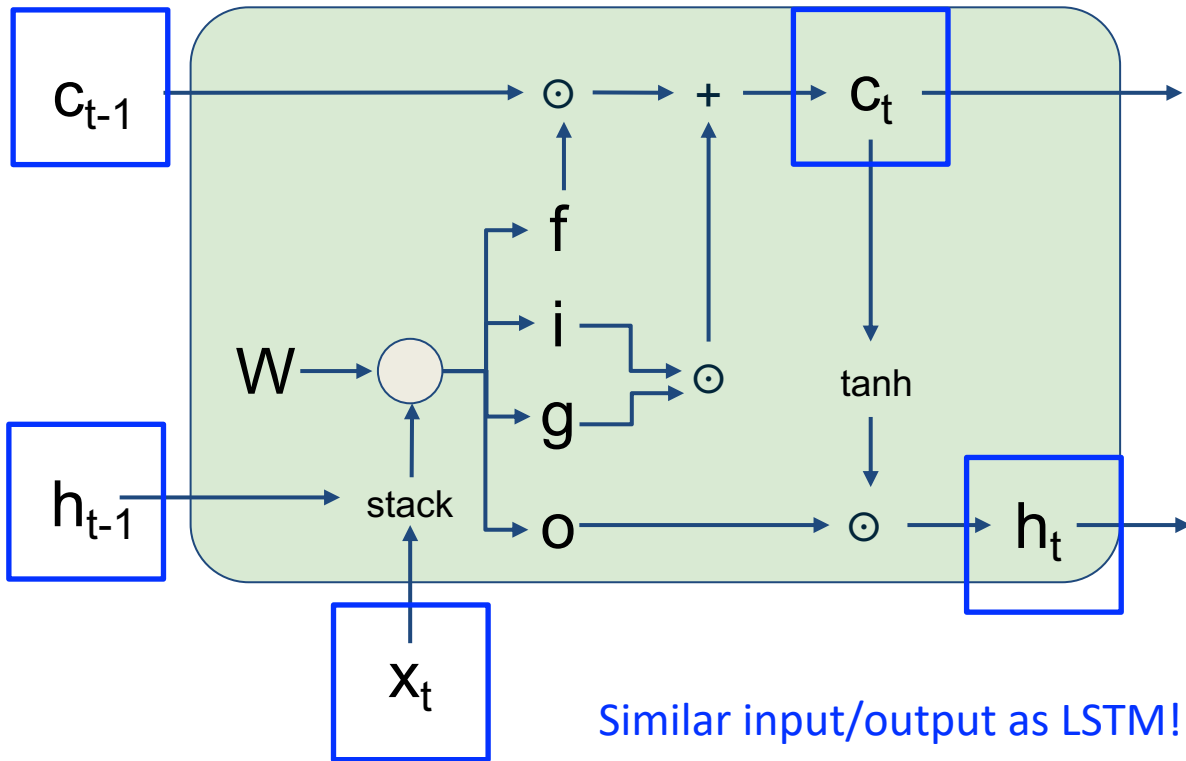 c_{t-1} ⊙ + c_t
f
i
W ⊙ tanh
g
h_{t-1} stack o ⊙ h_t
x_t
Similar input/output as LSTM!